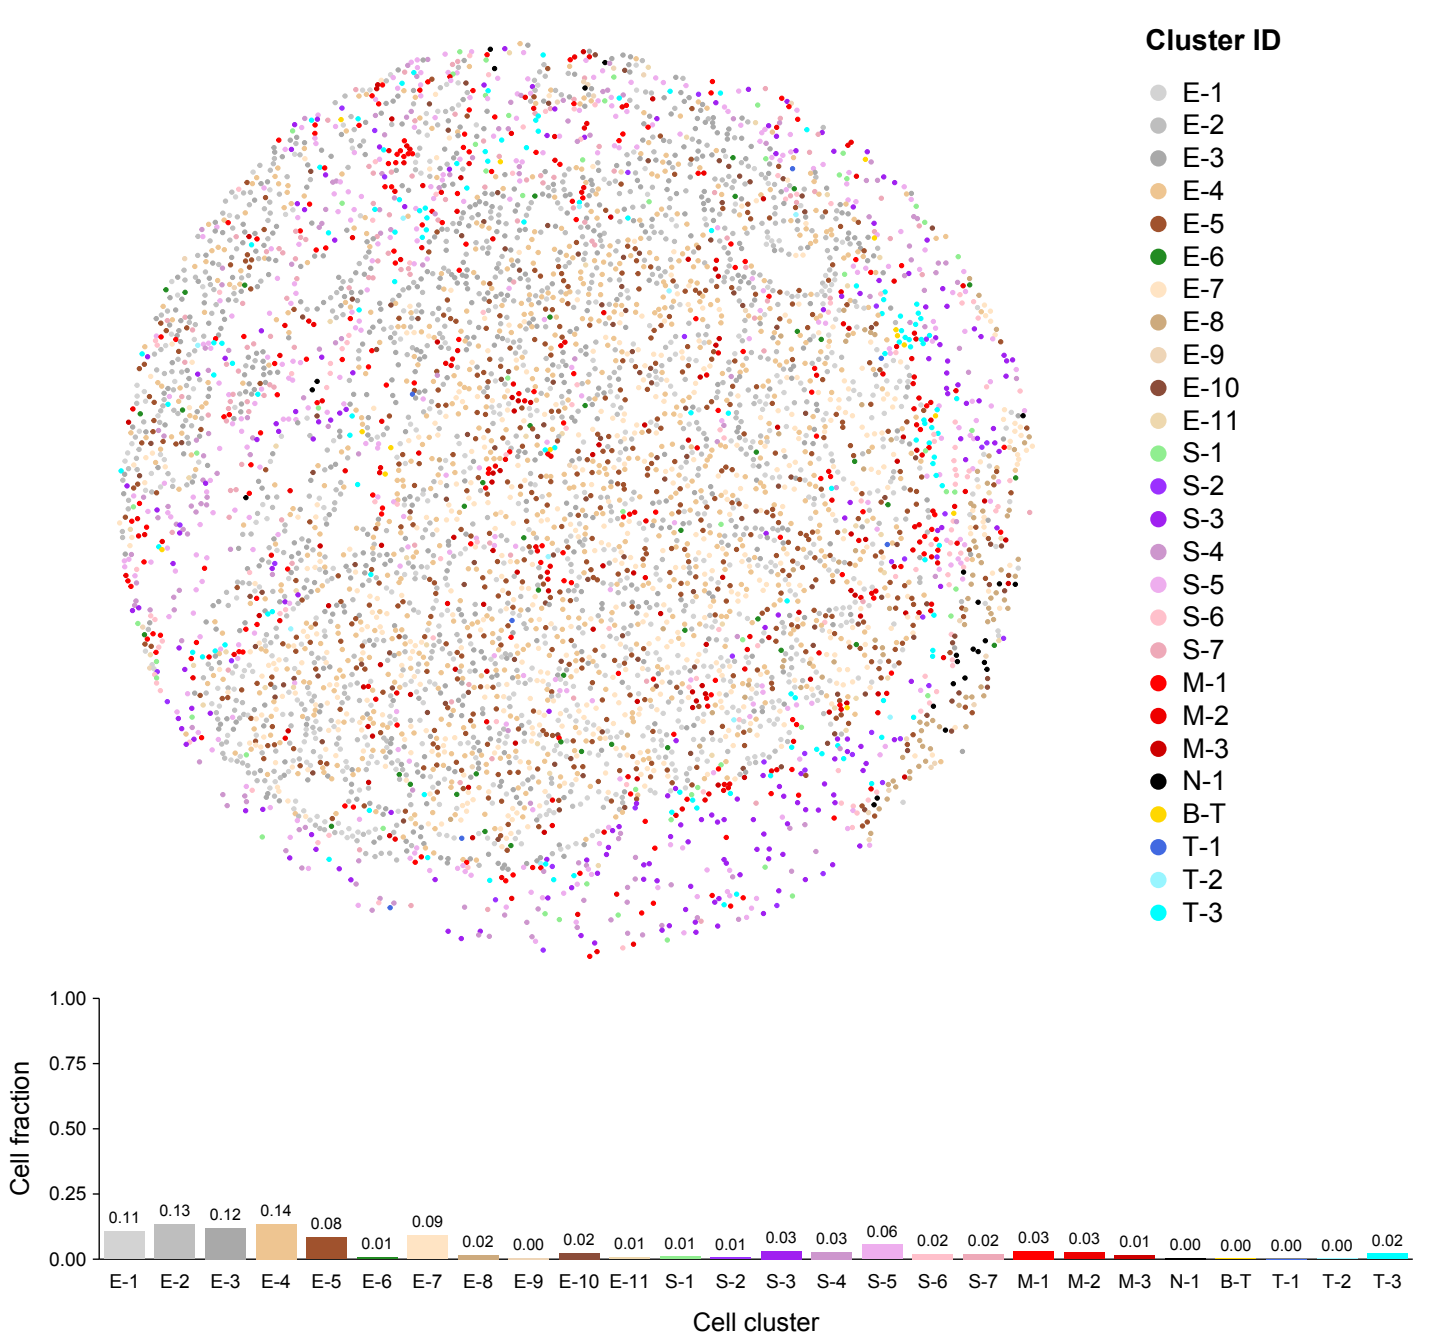 Cluster ID
E-1
E-2
E-3
E-4
E-5
E-6
E-7
E-8
E-9
E-10
E-11
S-1
S-2
S-3
S-4
S-5
S-6
S-7
M-1
M-2
M-3
N-1
B-T
T-1
T-2
T-3
Cell fraction
1.00
0.75
0.50
0.25
0.00
0.11 0.13 0.12 0.14 0.08 0.01 0.09 0.02 0.00 0.02 0.01 0.01 0.01 0.03 0.03 0.06 0.02 0.02 0.03 0.03 0.01 0.00 0.00 0.00 0.00 0.02
E-1 E-2 E-3 E-4 E-5 E-6 E-7 E-8 E-9 E-10 E-11 S-1 S-2 S-3 S-4 S-5 S-6 S-7 M-1 M-2 M-3 N-1 B-T T-1 T-2 T-3
Cell cluster